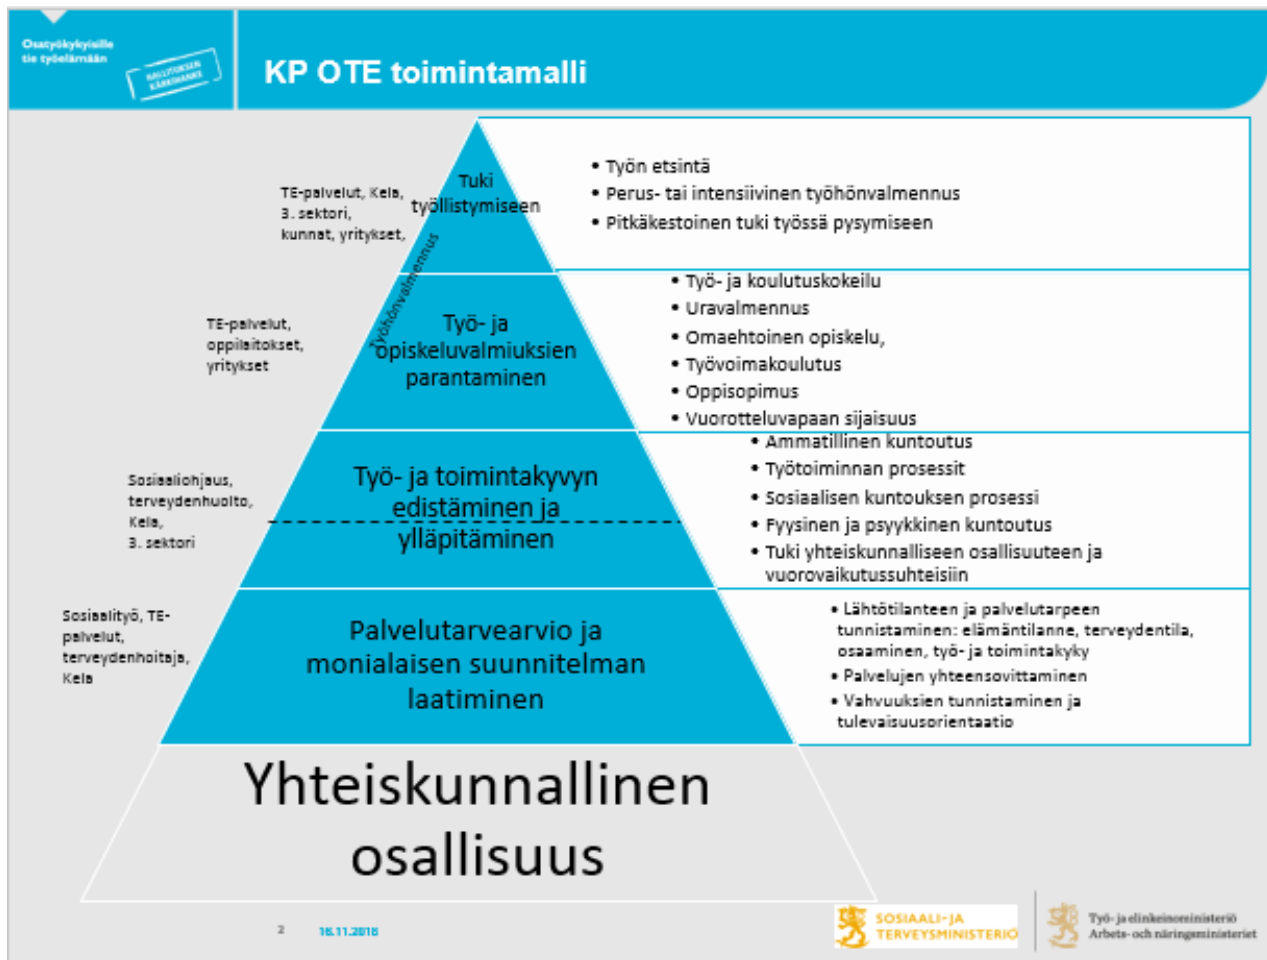 Osatyökykyisille
tie työelämään
HALLITUKSEN
KÄRKIHANKE
KP OTE toimintamalli
TE-palvelut, Kela,
3. sektori,
kunnat, yritykset,
Tuki
työllistymiseen
• Työn etsintä
• Perus- tai intensiivinen työhönvalmennus
• Pitkäkestoinen tuki työssä pysymiseen
Työhönvalmennus
TE-palvelut,
oppilaitokset,
yritykset
Työ- ja
opiskeluvalmiuksien
parantaminen
• Työ- ja koulutuskokeilu
• Uravalmennus
• Omaehtoinen opiskelu,
• Työvoimakoulutus
• Oppisopimus
• Vuorotteluvapaan sijaisuus
Sosiaaliohjaus,
terveydenhuolto,
Kela,
3. sektori
Työ- ja toimintakyvyn
edistäminen ja
ylläpitäminen
• Ammatillinen kuntoutus
• Työtoiminnan prosessit
• Sosiaalisen kuntouksen prosessi
• Fyysinen ja psyykkinen kuntoutus
• Tuki yhteiskunnalliseen osallisuuteen ja
vuorovaikutussuhteisiin
Sosiaalityö, TE-
palvelut,
terveydenhoitaja,
Kela
Palvelutarvearvio ja
monialaisen suunnitelman
laatiminen
• Lähtötilanteen ja palvelutarpeen
tunnistaminen: elämäntilanne, terveydentila,
osaaminen, työ- ja toimintakyky
• Palvelujen yhteensovittaminen
• Vahvuuksien tunnistaminen ja
tulevaisuusorientaatio
Yhteiskunnallinen
osallisuus
2
16.11.2018
SOSIAALI- JA
TERVEYSMINISTERIÖ
Työ- ja elinkeinoministeriö
Arbets- och näringsministeriet